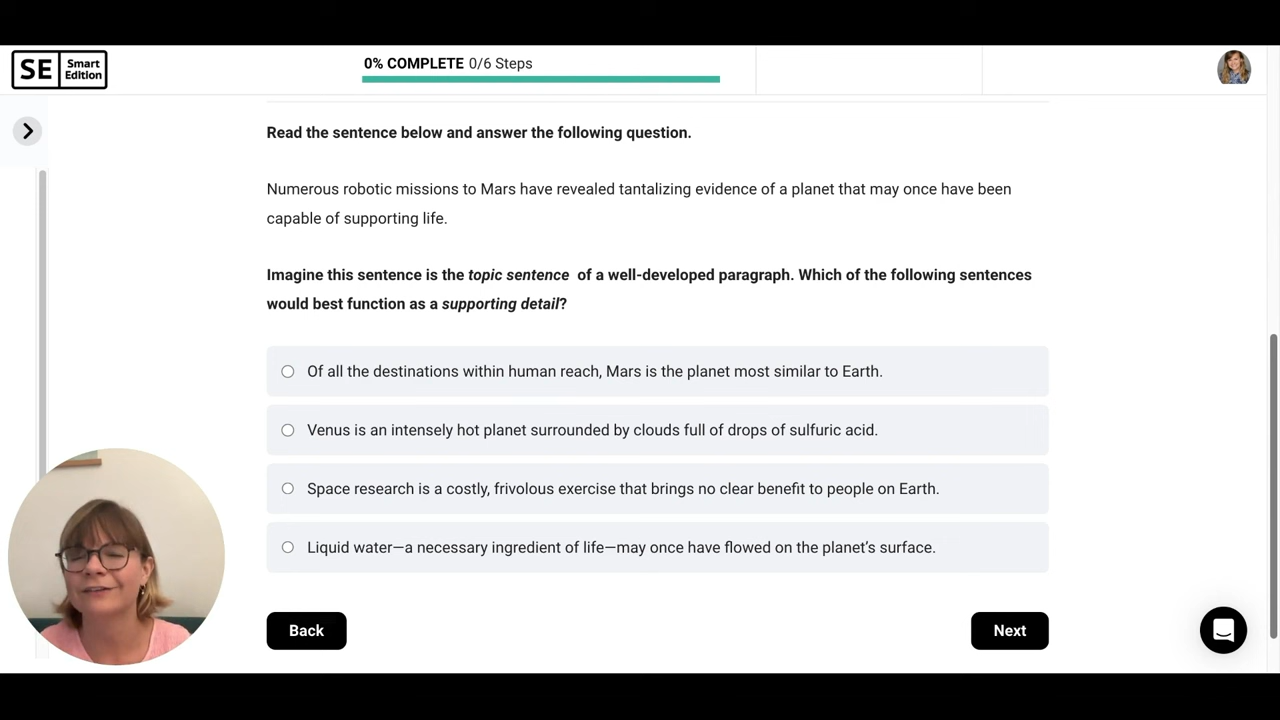 SE Smart Edition
0% COMPLETE 0/6 Steps
Read the sentence below and answer the following question.
Numerous robotic missions to Mars have revealed tantalizing evidence of a planet that may once have been
capable of supporting life.
Imagine this sentence is the topic sentence of a well-developed paragraph. Which of the following sentences
would best function as a supporting detail?
Of all the destinations within human reach, Mars is the planet most similar to Earth.
Venus is an intensely hot planet surrounded by clouds full of drops of sulfuric acid.
Space research is a costly, frivolous exercise that brings no clear benefit to people on Earth.
Liquid water—a necessary ingredient of life—may once have flowed on the planet’s surface.
Back
Next